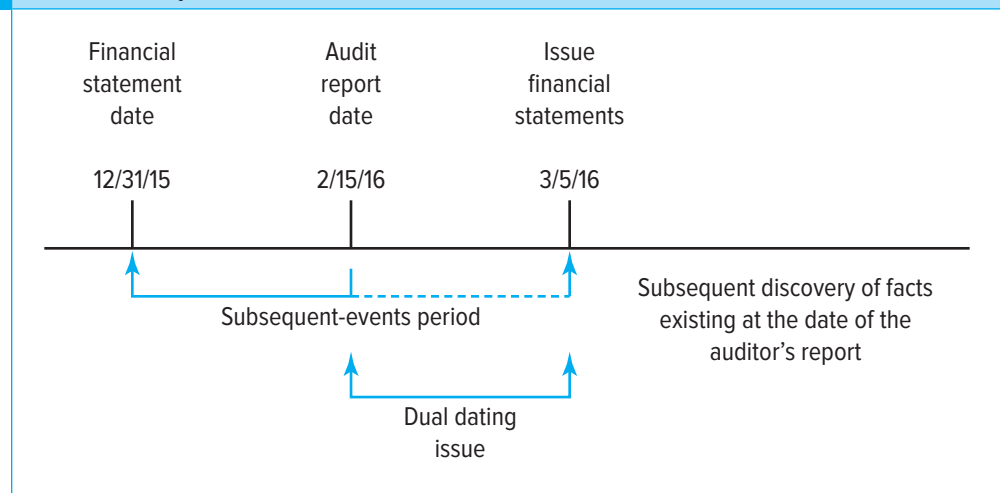 Financial
statement
date
Audit
report
date
Issue
financial
statements
12/31/15
2/15/16
3/5/16
Subsequent-events period
Subsequent discovery of facts
existing at the date of the
auditor's report
Dual dating
issue